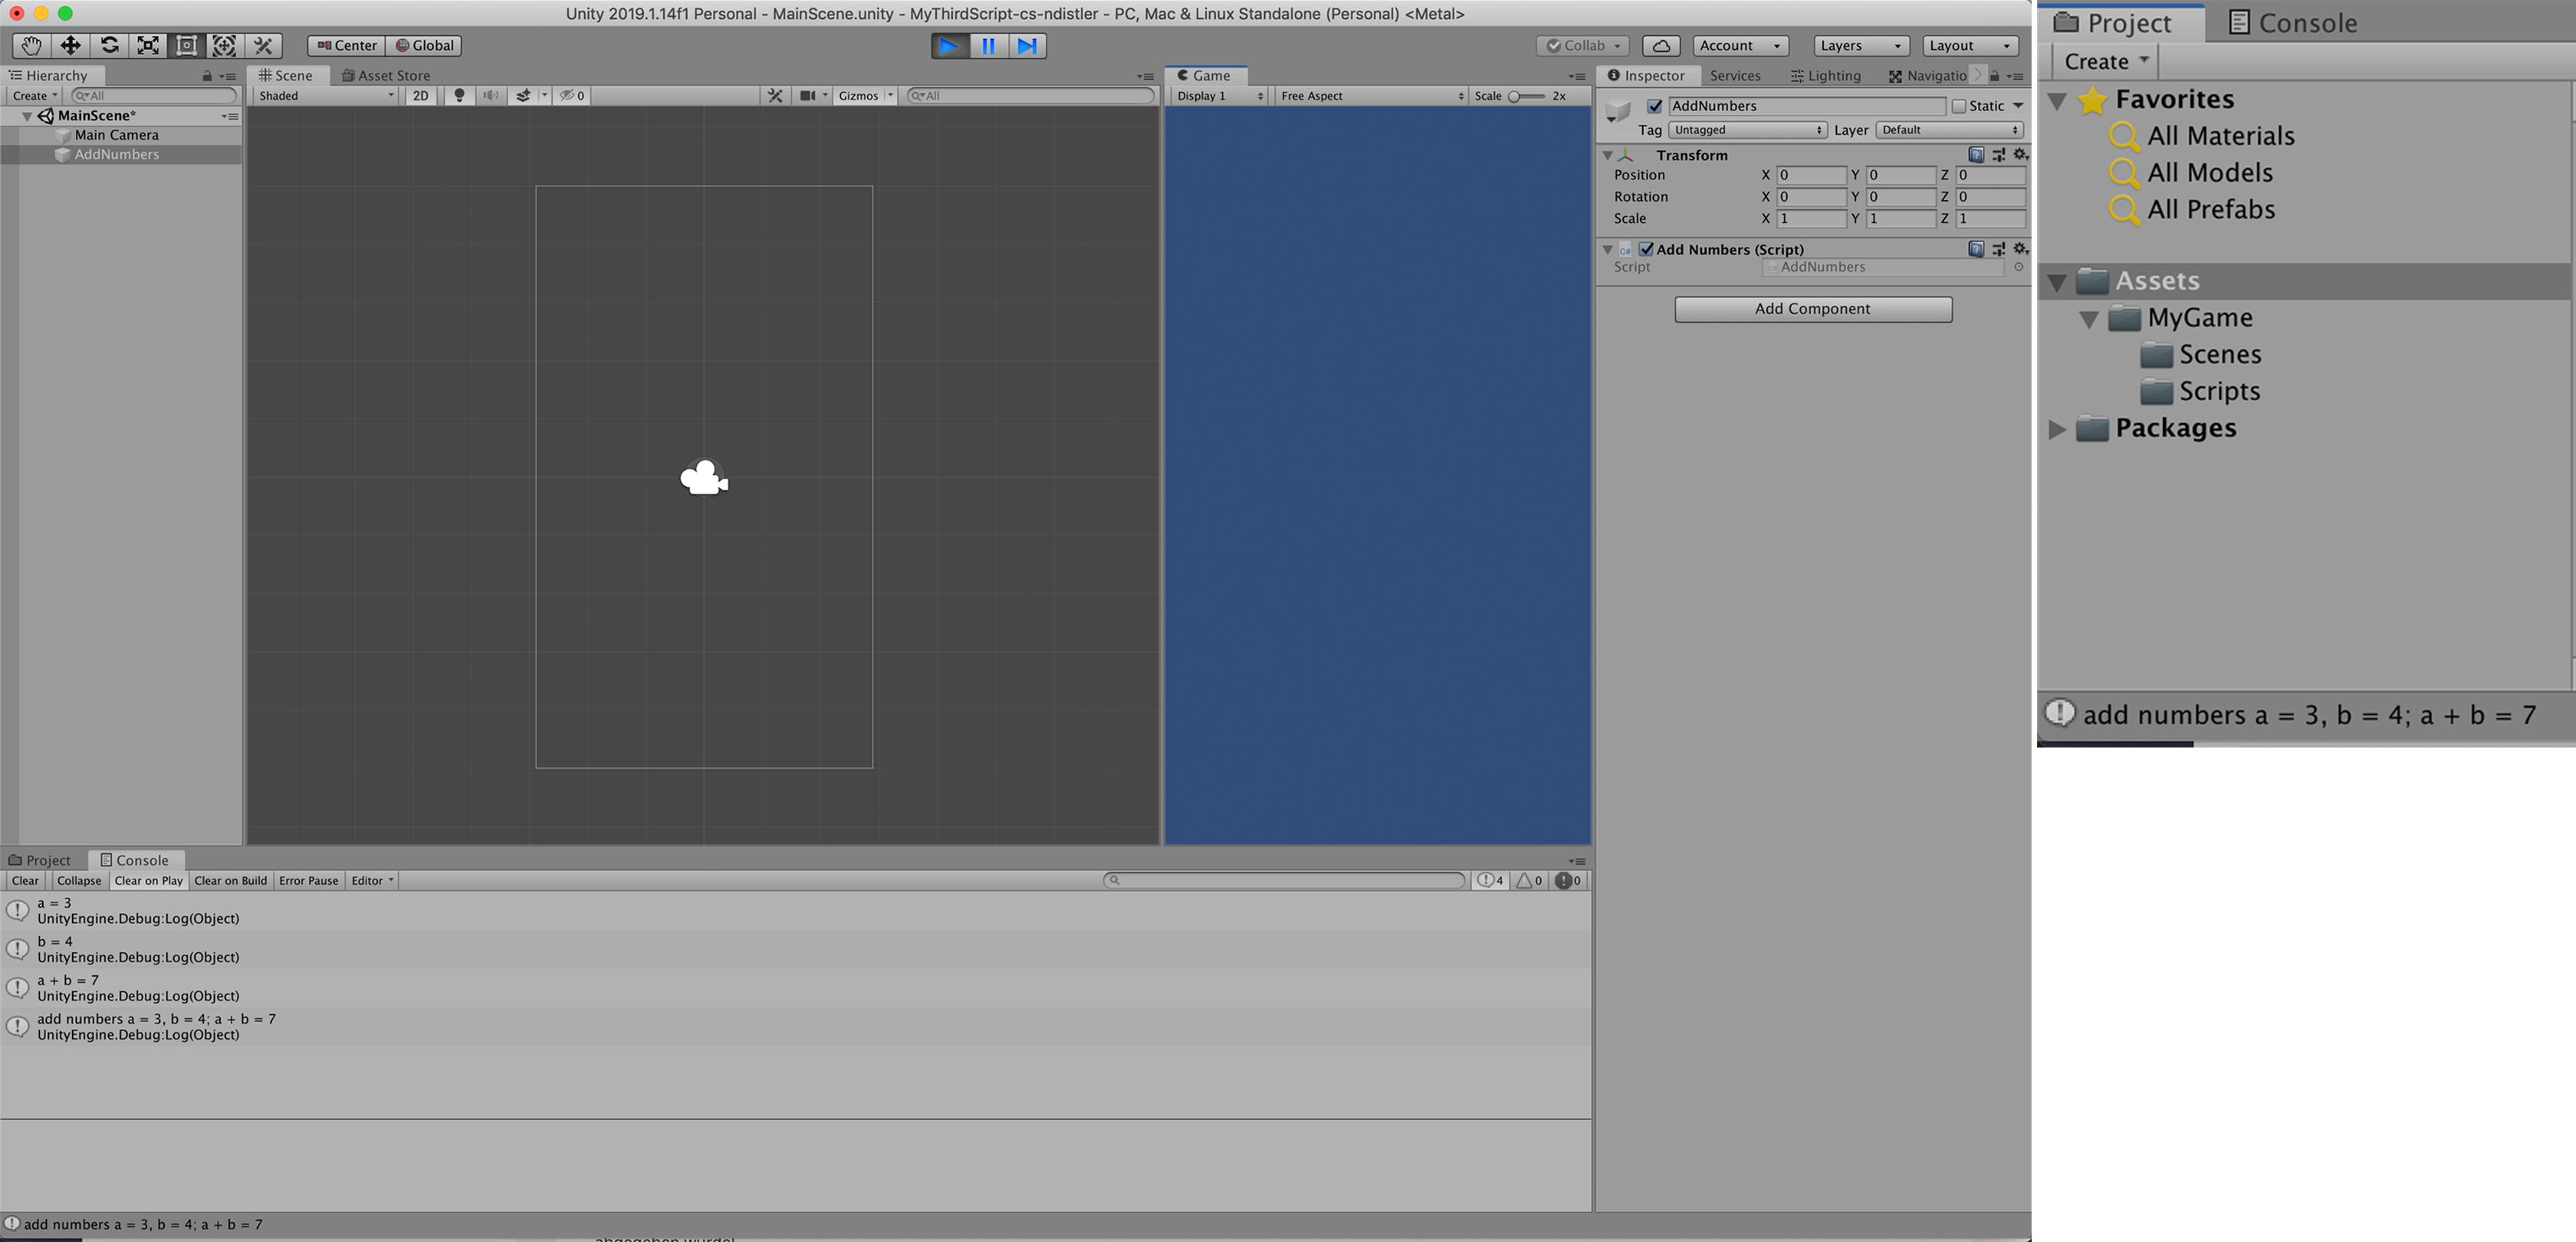 Unity 2019.1.14f1 Personal - MainScene.unity - MyThirdScript-cs-ndistler - PC, Mac & Linux Standalone (Personal) <Metal>
Center Global
Collab Account Layers Layout
Hierarchy
Create All
MainScene*
Main Camera
AddNumbers
Scene Asset Store
Shaded 2D 0 Gizmos All
Game
Display 1 Free Aspect Scale 2x
Inspector Services Lighting Navigatio
AddNumbers Static
Tag Untagged Layer Default
Transform
Position X 0 Y 0 Z 0
Rotation X 0 Y 0 Z 0
Scale X 1 Y 1 Z 1
Add Numbers (Script)
Script AddNumbers
Add Component
Project Console
Clear Collapse Clear on Play Clear on Build Error Pause Editor 4 0 0
a = 3
UnityEngine.Debug:Log(Object)
b = 4
UnityEngine.Debug:Log(Object)
a + b = 7
UnityEngine.Debug:Log(Object)
add numbers a = 3, b = 4; a + b = 7
UnityEngine.Debug:Log(Object)
add numbers a = 3, b = 4; a + b = 7
Project Console
Create
Favorites
All Materials
All Models
All Prefabs
Assets
MyGame
Scenes
Scripts
Packages
add numbers a = 3, b = 4; a + b = 7